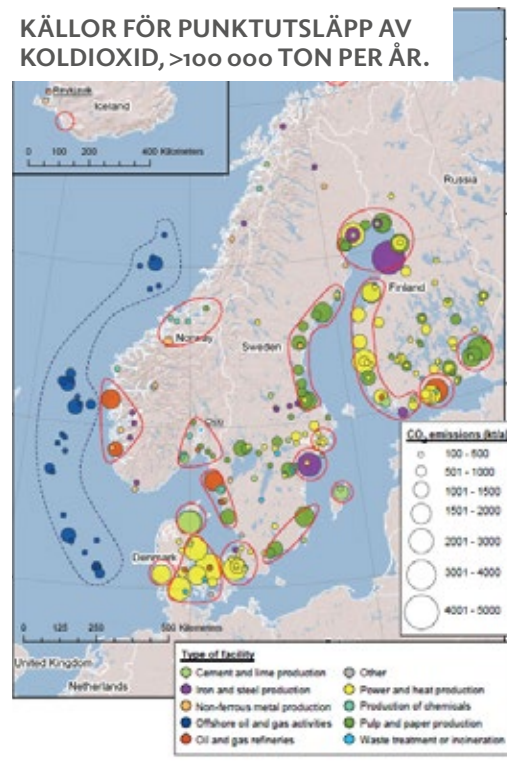 KÄLLOR FÖR PUNKTUTSLÄPP AV
KOLDIOXID, >100 000 TON PER ÅR.
Reykjavik
Iceland
0 100 200 400 Kilometers
Russia
Finland
Norway
Sweden
Oslo
Denmark
CO₂ emissions (kt/a)
100 - 500
501 - 1000
1001 - 1500
1501 - 2000
2001 - 3000
3001 - 4000
4001 - 5000
0 125 250 500 Kilometers
United Kingdom
Netherlands
Type of facility
Cement and lime production
Iron and steel production
Non-ferrous metal production
Offshore oil and gas activities
Oil and gas refineries
Other
Power and heat production
Production of chemicals
Pulp and paper production
Waste treatment or incineration